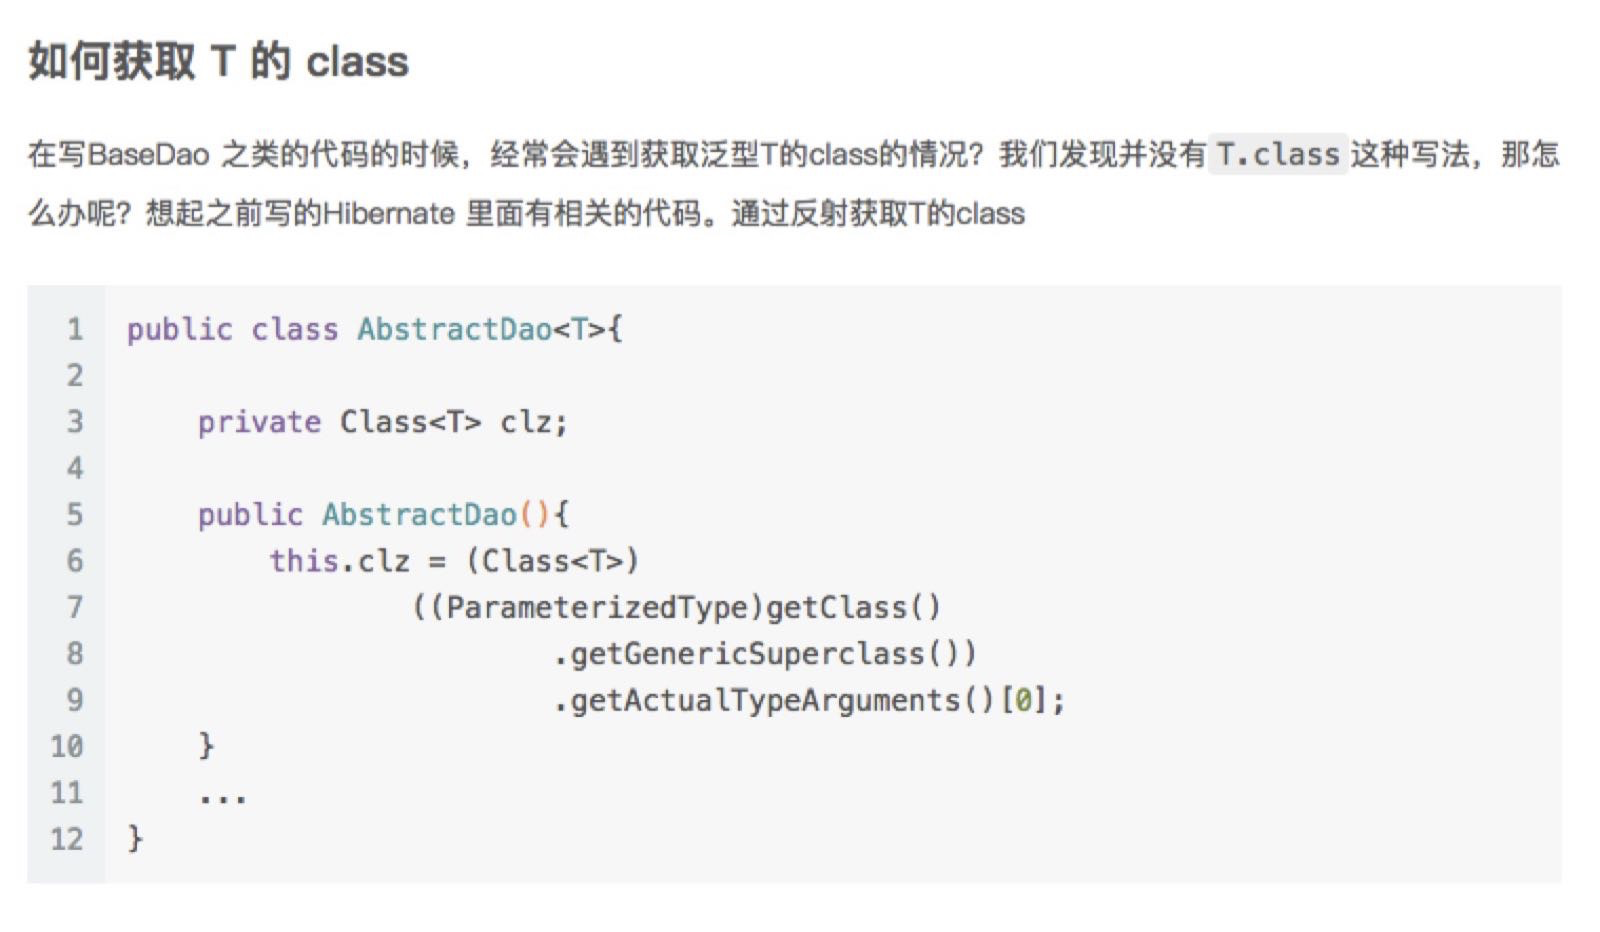 如何获取 T 的 class
在写BaseDao 之类的代码的时候，经常会遇到获取泛型T的class的情况？我们发现并没有 T.class 这种写法，那怎
么办呢？想起之前写的Hibernate 里面有相关的代码。通过反射获取T的class
1 public class AbstractDao<T>{
2
3     private Class<T> clz;
4
5     public AbstractDao(){
6         this.clz = (Class<T>)
7                 ((ParameterizedType)getClass()
8                         .getGenericSuperclass())
9                         .getActualTypeArguments()[0];
10     }
11     ...
12 }